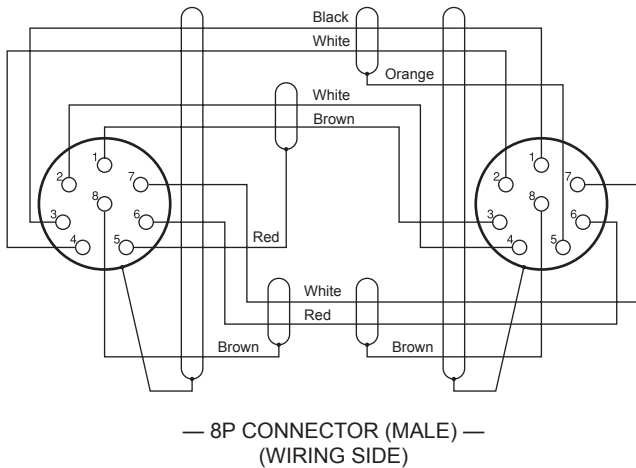 Black
White
Orange
White
Brown
1
2
8
7
3
6
4
5
1
2
8
7
3
6
4
5
Red
White
Red
Brown
Brown
— 8P CONNECTOR (MALE) —
(WIRING SIDE)